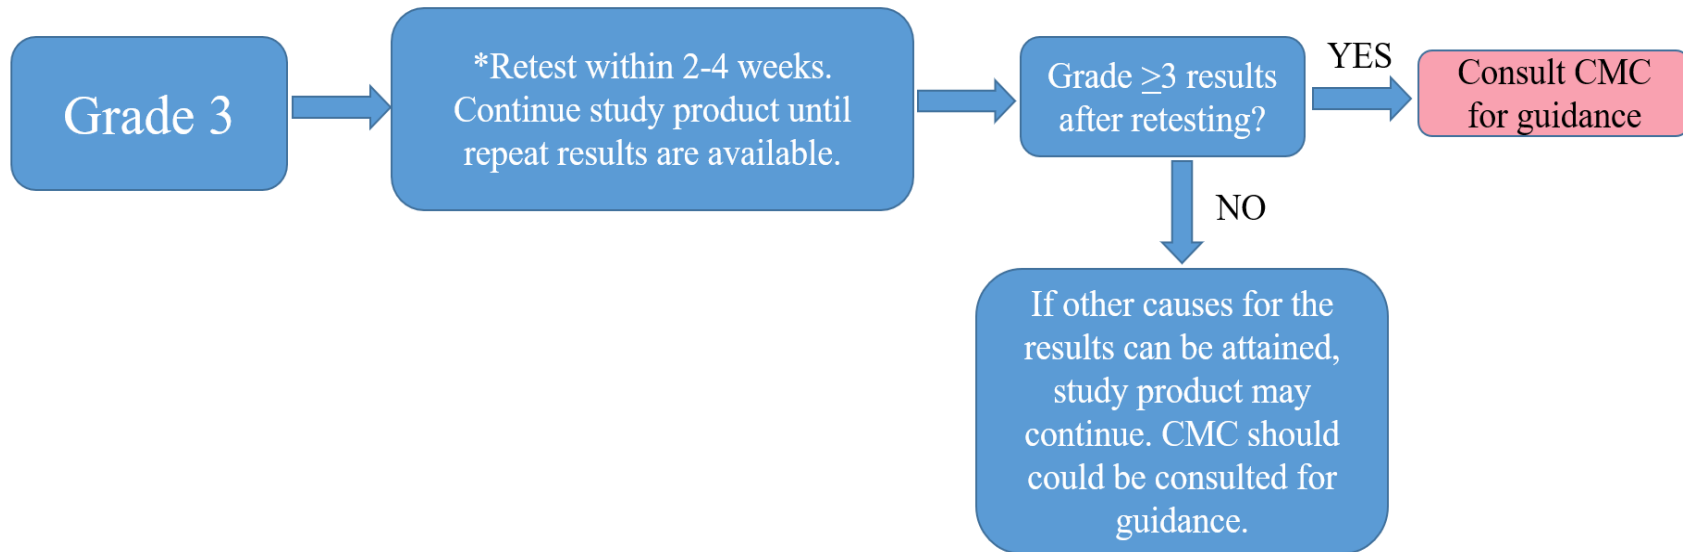 Grade 3
*Retest within 2-4 weeks.
Continue study product until
repeat results are available.
Grade ≥3 results
after retesting?
YES
Consult CMC
for guidance
NO
If other causes for the
results can be attained,
study product may
continue. CMC should
could be consulted for
guidance.